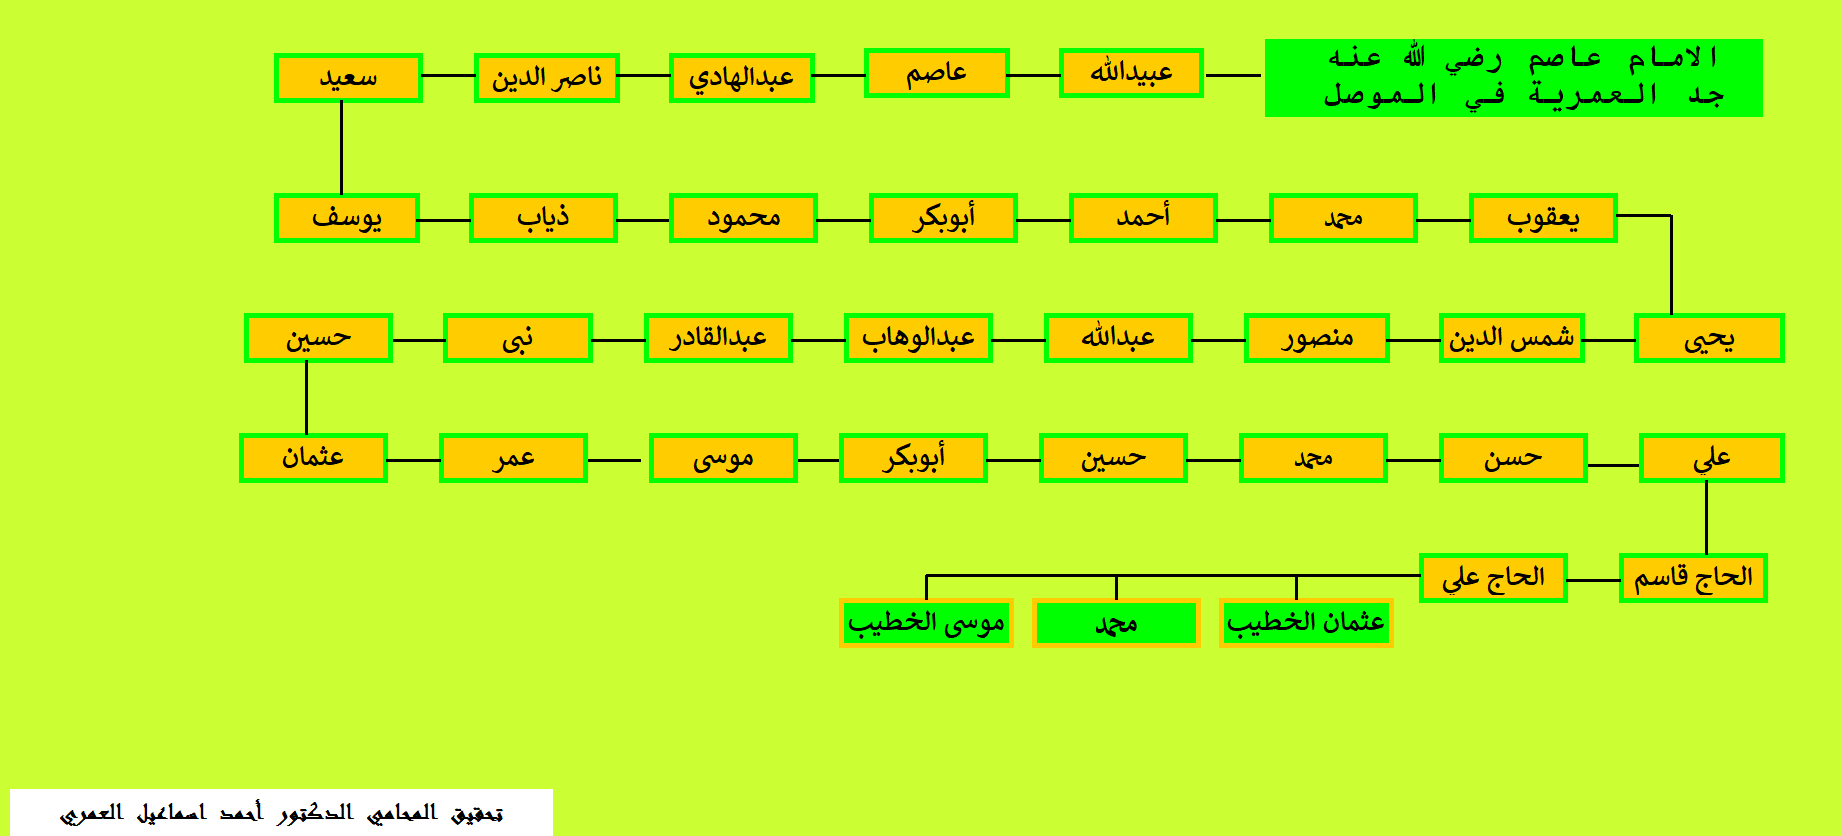 الامام عاصم رضي الله عنه
جد العمرية في الموصل
عبيدالله
عاصم
عبدالهادي
ناصر الدين
سعيد
يعقوب
محمد
أحمد
أبوبكر
محمود
ذياب
يوسف
يحيى
شمس الدين
منصور
عبدالله
عبدالوهاب
عبدالقادر
نبى
حسين
علي
حسن
محمد
حسين
أبوبكر
موسى
عمر
عثمان
الحاج قاسم
الحاج علي
عثمان الخطيب
محمد
موسى الخطيب
تحقيق المحامي الدكتور أحمد اسماعيل العمري